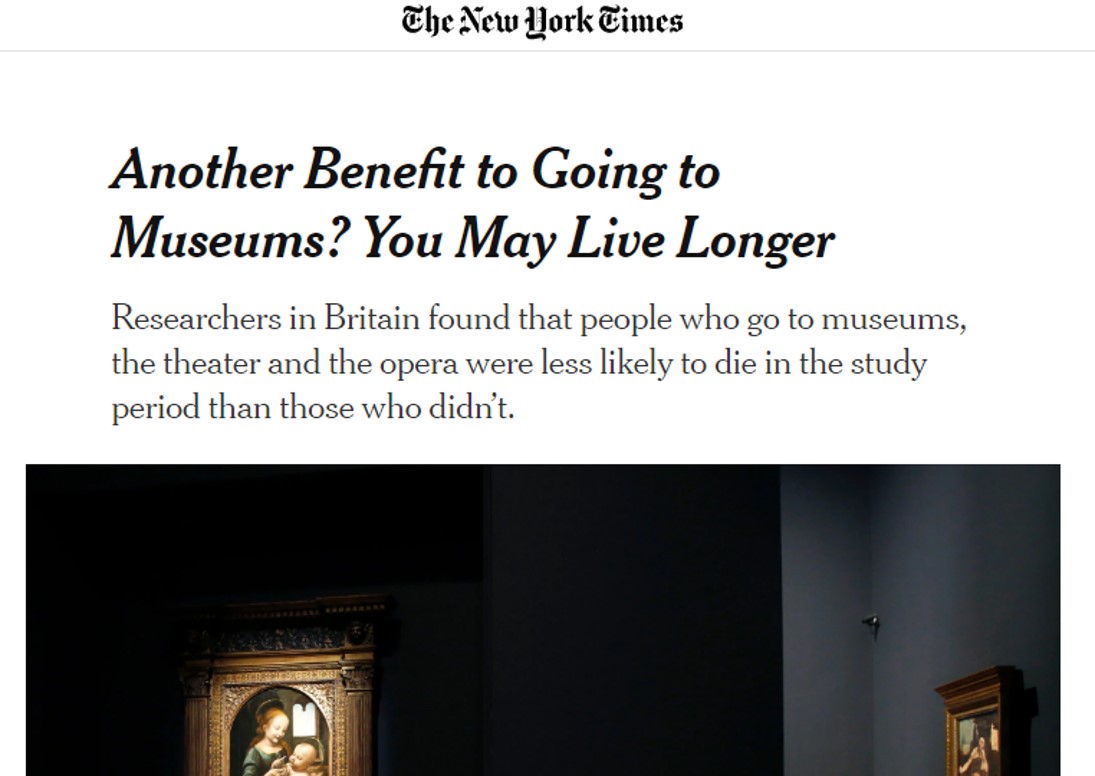 The New York Times
Another Benefit to Going to
Museums? You May Live Longer
Researchers in Britain found that people who go to museums,
the theater and the opera were less likely to die in the study
period than those who didn’t.